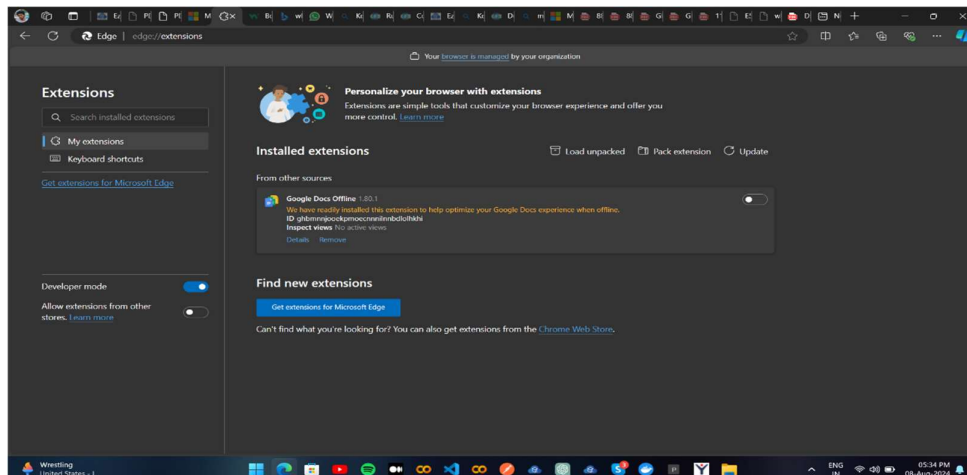 Edge
edge://extensions
Your browser is managed by your organization
Extensions
Search installed extensions
My extensions
Keyboard shortcuts
Get extensions for Microsoft Edge
Developer mode
Allow extensions from other
stores. Learn more
Personalize your browser with extensions
Extensions are simple tools that customize your browser experience and offer you
more control. Learn more
Installed extensions
Load unpacked
Pack extension
Update
From other sources
Google Docs Offline 1.80.1
We have readily installed this extension to help optimize your Google Docs experience when offline.
ID ghbmnnjooekpmoecnnnilnnbdlolhkhi
Inspect views No active views
Details Remove
Find new extensions
Get extensions for Microsoft Edge
Can't find what you're looking for? You can also get extensions from the Chrome Web Store.
Wrestling
ENG
IN
05:34 PM
08-Aug-2024